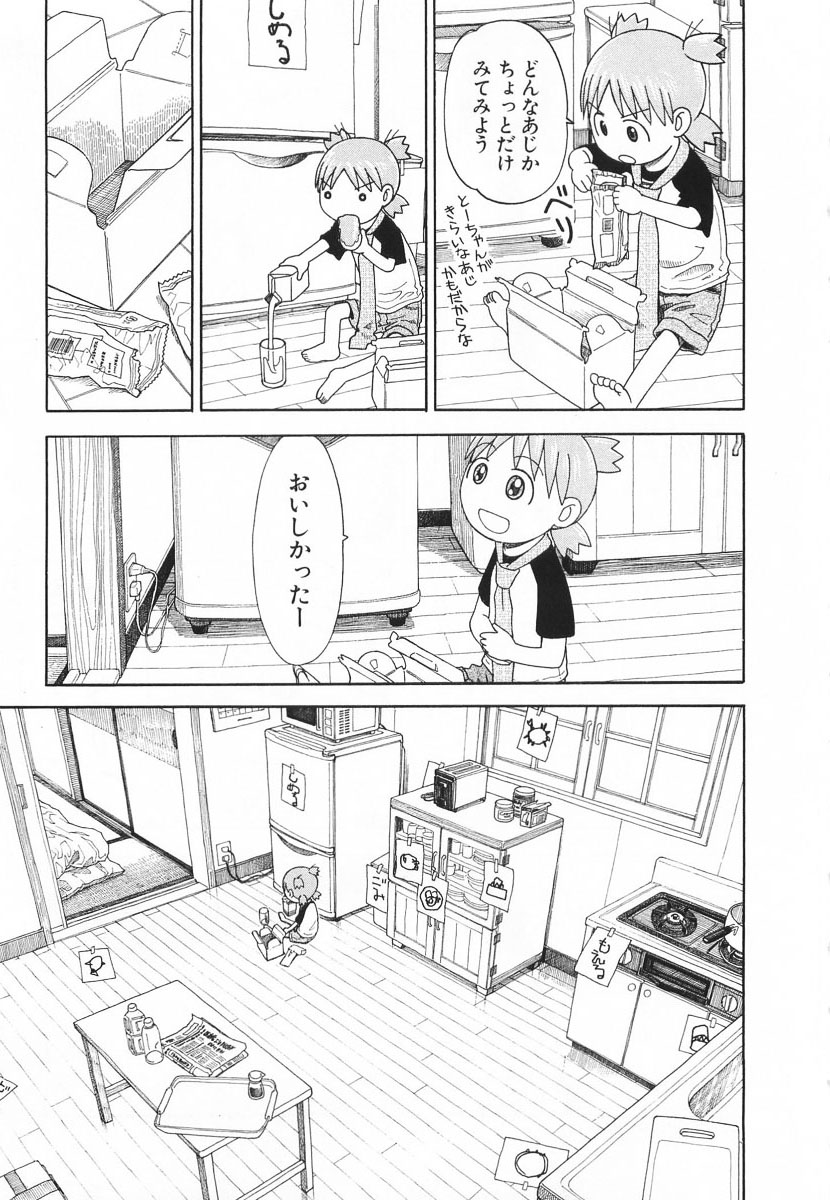 どんなあじか
ちょっとだけ
みてみよう
ベリ
とーちゃんが
きらいなあじ
かもだからな
しめる
おいしかったー
しめる
ごみ
もえる